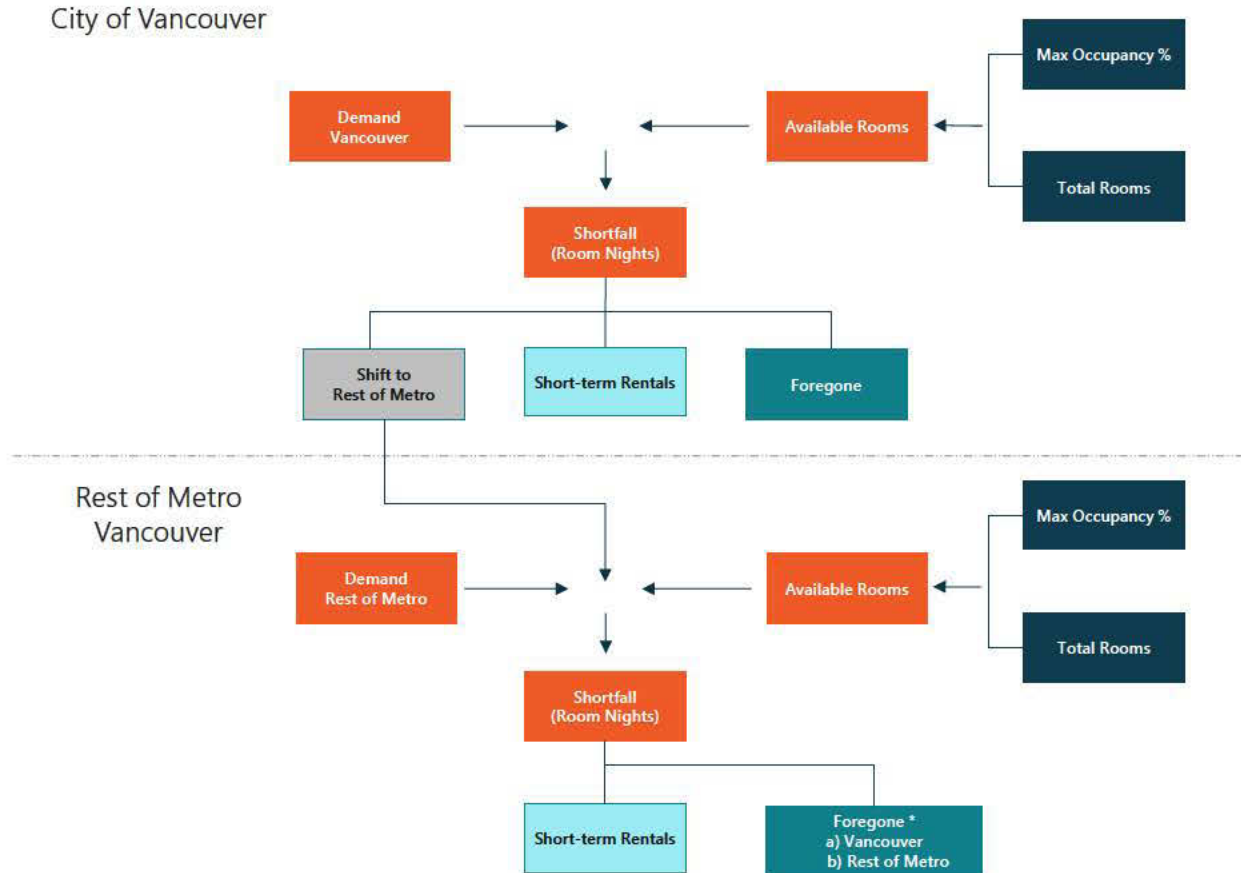 City of Vancouver
Max Occupancy %
Demand
Vancouver
Available Rooms
Total Rooms
Shortfall
(Room Nights)
Shift to
Rest of Metro
Short-term Rentals
Foregone
Rest of Metro
Vancouver
Max Occupancy %
Demand
Rest of Metro
Available Rooms
Total Rooms
Shortfall
(Room Nights)
Short-term Rentals
Foregone *
a) Vancouver
b) Rest of Metro